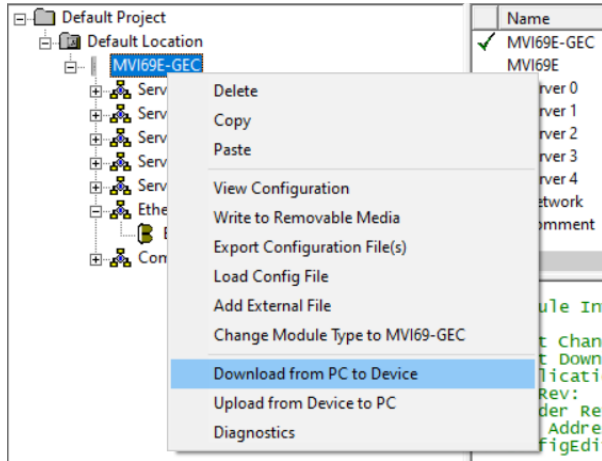 Default Project
Name
Default Location
MVI69E-GEC
MVI69E-GEC
MVI69E
Delete
Copy
Paste
View Configuration
Write to Removable Media
Export Configuration File(s)
Load Config File
Add External File
Change Module Type to MVI69-GEC
Download from PC to Device
Upload from Device to PC
Diagnostics
Serv
Serv
Serv
Serv
Serv
Ethe
E
Com
rver 0
rver 1
rver 2
rver 3
rver 4
etwork
omment
ule In
t Chan
t Down
licati
Rev:
der Re
Addre
figEdi